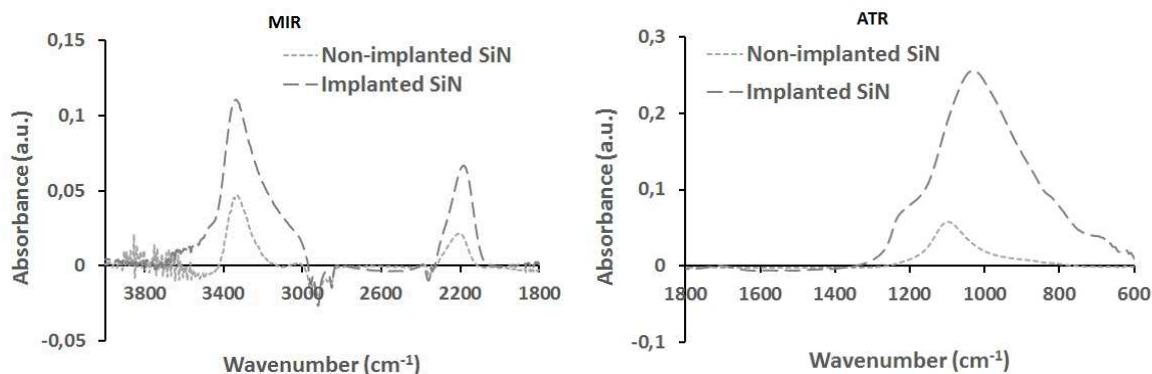 MIR
0,15
0,1
0,05
0
-0,05
Absorbance (a.u.)
Non-implanted SiN
Implanted SiN
3800 3400 3000 2600 2200 1800
Wavenumber (cm⁻¹)
ATR
0,3
0,2
0,1
0
-0,1
Absorbance (a.u.)
Non-implanted SiN
Implanted SiN
1800 1600 1400 1200 1000 800 600
Wavenumber (cm⁻¹)